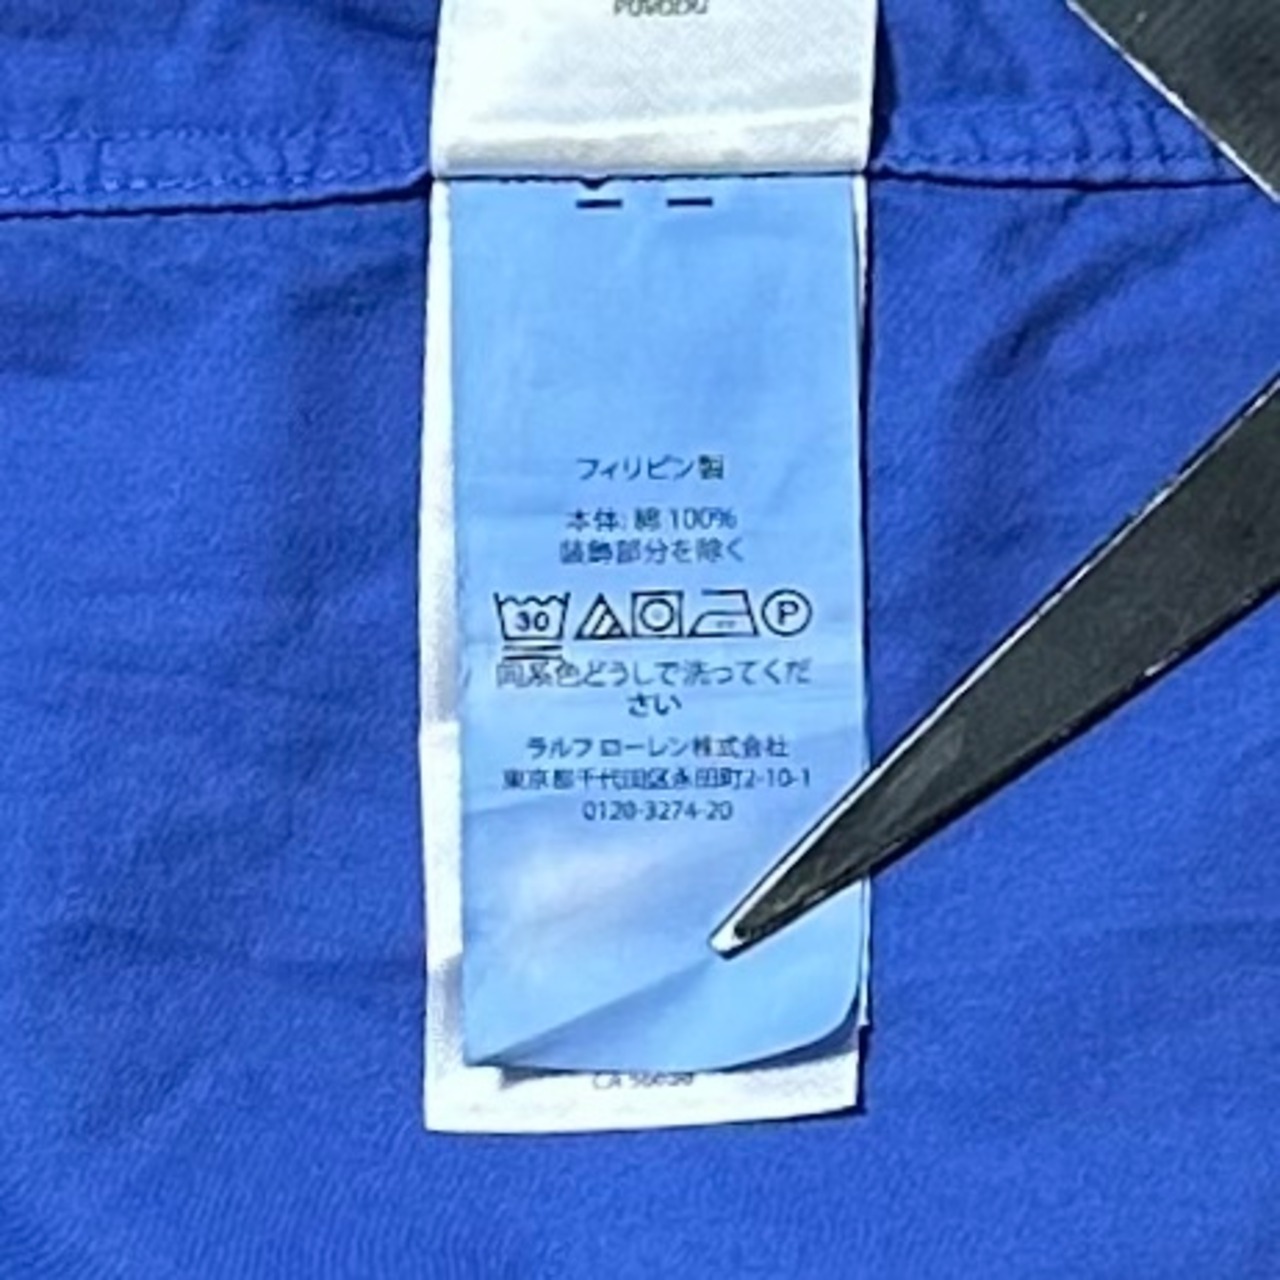 フィリピン製
本体: 綿 100%
装飾部分を除く
30 P
同系色どうしで洗ってくだ
さい
ラルフ ローレン株式会社
東京都千代田区永田町2-10-1
0120-3274-20